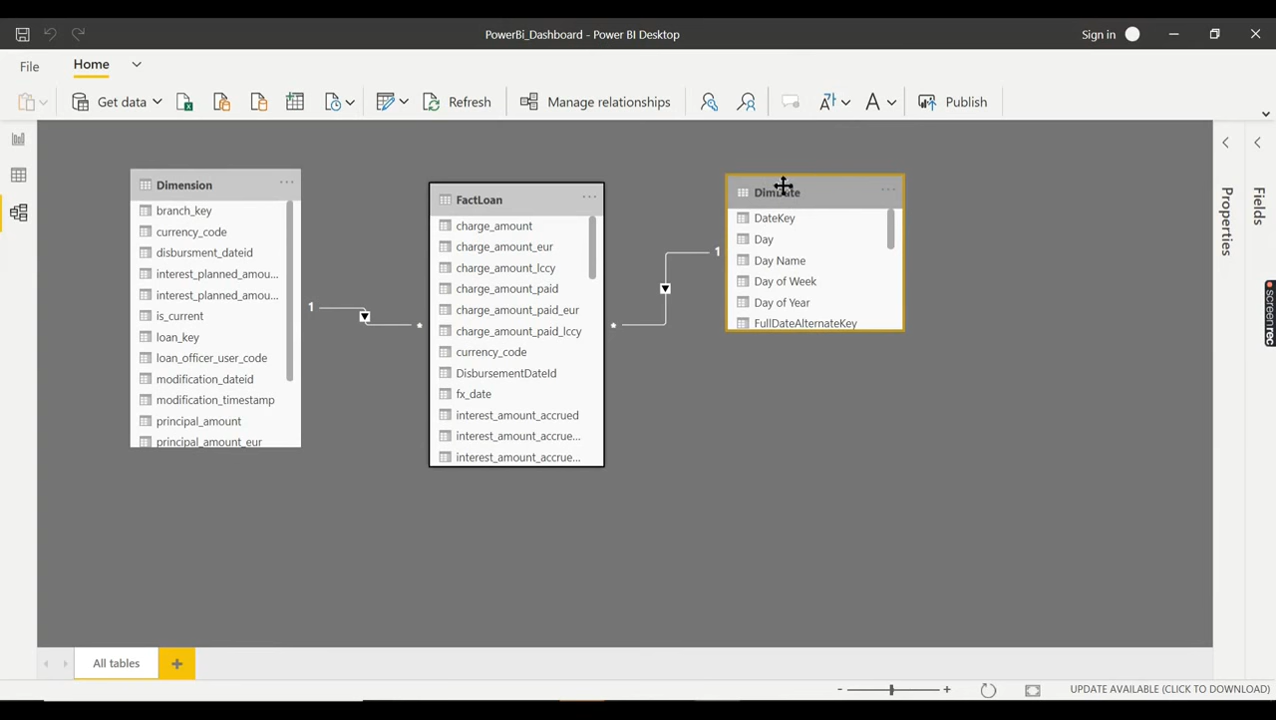 PowerBi_Dashboard - Power BI Desktop
Sign in
File
Home
Get data
Refresh
Manage relationships
A
Publish
Dimension
branch_key
currency_code
disbursment_dateid
interest_planned_amou...
interest_planned_amou...
is_current
loan_key
loan_officer_user_code
modification_dateid
modification_timestamp
principal_amount
principal_amount_eur
1
*
FactLoan
charge_amount
charge_amount_eur
charge_amount_lccy
charge_amount_paid
charge_amount_paid_eur
charge_amount_paid_lccy
currency_code
DisbursementDateId
fx_date
interest_amount_accrued
interest_amount_accrue...
interest_amount_accrue...
*
1
DimDate
DateKey
Day
Day Name
Day of Week
Day of Year
FullDateAlternateKey
Properties
Fields
screenrec
All tables
UPDATE AVAILABLE (CLICK TO DOWNLOAD)